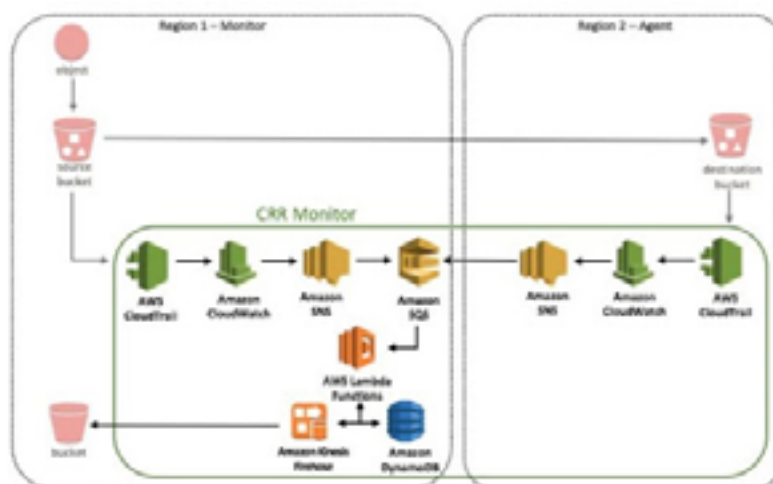 Region 1 – Monitor
Region 2 – Agent
object
source
bucket
destination
bucket
CRR Monitor
AWS
CloudTrail
Amazon
CloudWatch
Amazon
SNS
Amazon
SQS
Amazon
SNS
Amazon
CloudWatch
AWS
CloudTrail
AWS Lambda
Functions
bucket
Amazon Kinesis
Firehose
Amazon
DynamoDB